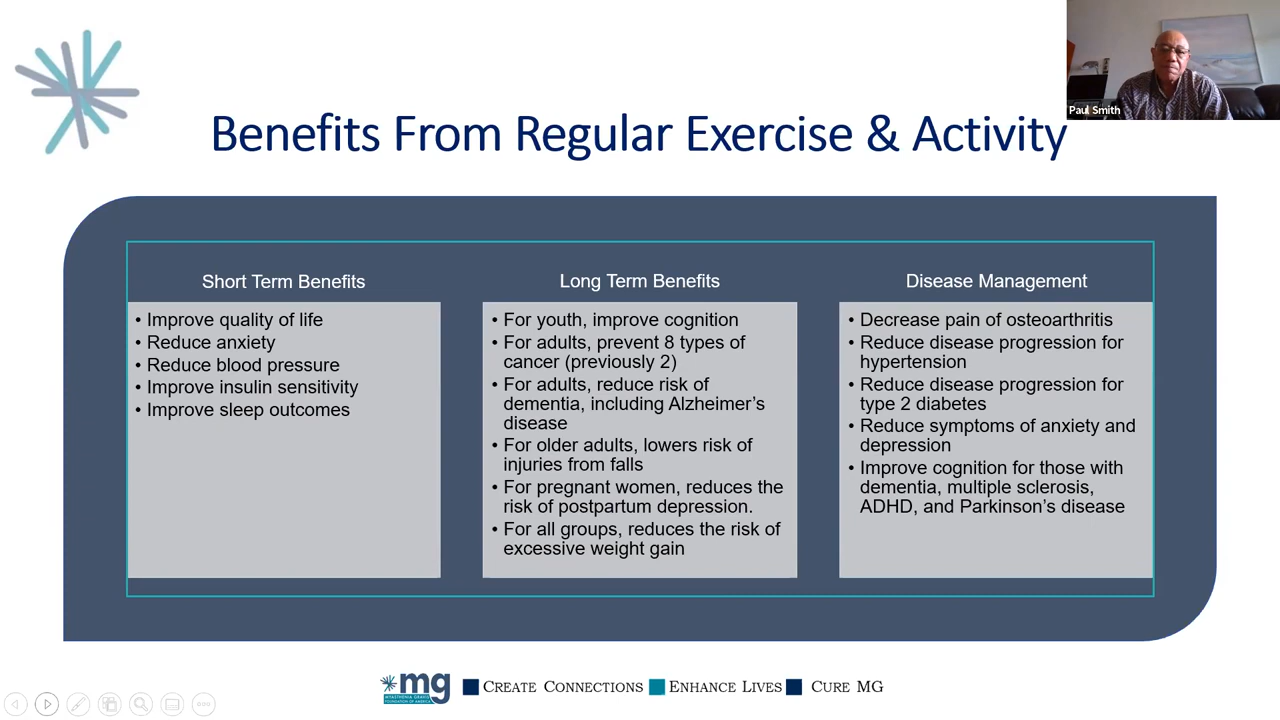 Paul Smith
Benefits From Regular Exercise & Activity
Short Term Benefits
• Improve quality of life
• Reduce anxiety
• Reduce blood pressure
• Improve insulin sensitivity
• Improve sleep outcomes
Long Term Benefits
• For youth, improve cognition
• For adults, prevent 8 types of
cancer (previously 2)
• For adults, reduce risk of
dementia, including Alzheimer’s
disease
• For older adults, lowers risk of
injuries from falls
• For pregnant women, reduces the
risk of postpartum depression.
• For all groups, reduces the risk of
excessive weight gain
Disease Management
• Decrease pain of osteoarthritis
• Reduce disease progression for
hypertension
• Reduce disease progression for
type 2 diabetes
• Reduce symptoms of anxiety and
depression
• Improve cognition for those with
dementia, multiple sclerosis,
ADHD, and Parkinson’s disease
mg
MYASTHENIA GRAVIS
FOUNDATION OF AMERICA
CREATE CONNECTIONS ENHANCE LIVES CURE MG